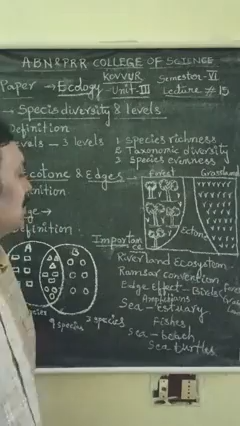 ABN & PRR COLLEGE OF SCIENCE
KOVVUR
Paper → Ecology Unit-III
Semester-VI
Lecture #15
→ Species diversity & levels
Definition
levels - 3 levels
1 Species richness
2 Taxonomic diversity
3 Species evenness
Ecotone & Edges:
Definition
Edge →
Definition
Forest
Grassland
Ecotone
A
B
9 species
2 species
Importance
Riverland Ecosystem
Ramsar Convention
Edge Effect - Birds
Amphibians
Sea - Estuary
Fishes
Sea - beach
Sea turtles